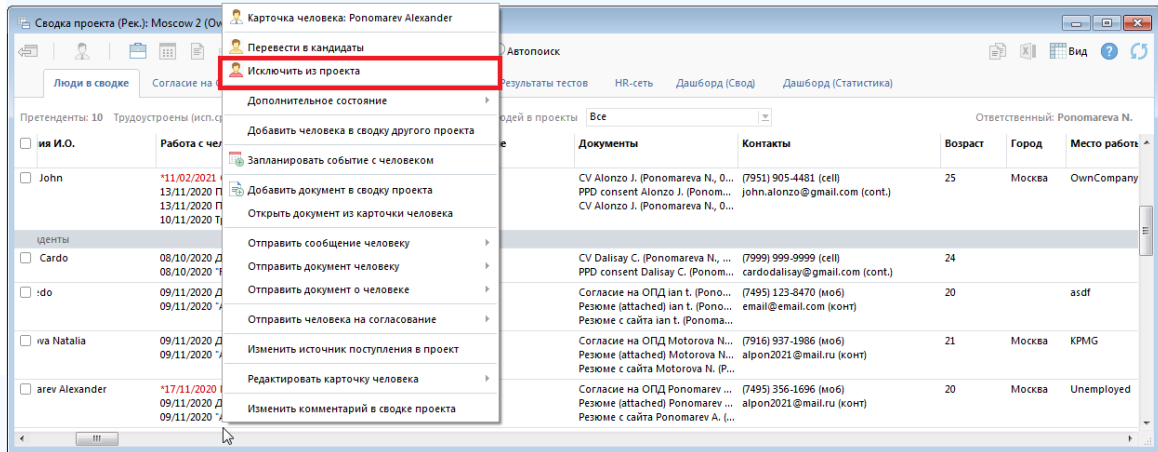 Сводка проекта (Рек.): Moscow 2 (Ow
Карточка человека: Ponomarev Alexander
Перевести в кандидаты
Автопоиск
Вид
Исключить из проекта
Люди в сводке
Согласие на
Результаты тестов
HR-сеть
Дашборд (Свод)
Дашборд (Статистика)
Дополнительное состояние
Претенденты: 10 Трудоустроены (исп.с
юдей в проекты
Все
Ответственный: Ponomareva N.
Добавить человека в сводку другого проекта
ия И.О.
Работа с чел
Документы
Контакты
Возраст
Город
Место работь
Запланировать событие с человеком
Добавить документ в сводку проекта
Открыть документ из карточки человека
John
*11/02/2021
CV Alonzo J. (Ponomareva N., 0...
(7951) 905-4481 (cell)
25
Москва
OwnCompany
13/11/2020 П
PPD consent Alonzo J. (Ponom...
john.alonzo@gmail.com (cont.)
13/11/2020 П
CV Alonzo J. (Ponomareva N., 0...
10/11/2020 Т
иденты
Отправить сообщение человеку
Отправить документ человеку
Отправить документ о человеке
Cardo
08/10/2020 Д
CV Dalisay C. (Ponomareva N., ...
(7999) 999-9999 (cell)
24
08/10/2020 "F
PPD consent Dalisay C. (Ponom...
cardodalisay@gmail.com (cont.)
:do
09/11/2020 Д
Согласие на ОПД ian t. (Pono...
(7495) 123-8470 (моб)
20
asdf
09/11/2020 "
Резюме (attached) ian t. (Pono...
email@email.com (конт)
Резюме с сайта ian t. (Ponoma...
Отправить человека на согласование
Изменить источник поступления в проект
va Natalia
09/11/2020 Д
Согласие на ОПД Motorova N...
(7916) 937-1986 (моб)
21
Москва
KPMG
09/11/2020 "
Резюме (attached) Motorova N...
alpon2021@mail.ru (конт)
Резюме с сайта Motorova N. (P...
Редактировать карточку человека
Изменить комментарий в сводке проекта
arev Alexander
*17/11/2020
Согласие на ОПД Ponomarev ...
(7495) 356-1696 (моб)
20
Москва
Unemployed
09/11/2020 Д
Резюме (attached) Ponomarev ...
alpon2021@mail.ru (конт)
09/11/2020 "
Резюме с сайта Ponomarev A. (...